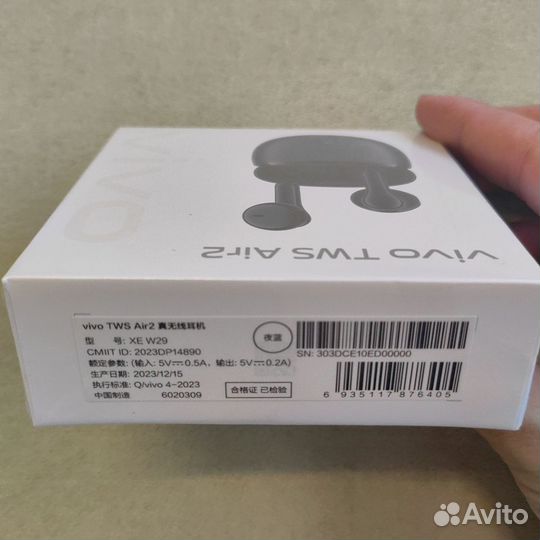 vivo
vivo TWS Air2
vivo TWS Air2 真无线耳机
型 号: XE W29
CMIIT ID: 2023DP14890
额定参数: (输入: 5V⎓0.5A, 输出: 5V⎓0.2A)
生产日期: 2023/12/15
执行标准: Q/vivo 4-2023
中国制造 6020309
夜蓝
合格证 已检验
SN: 303DCE10ED00000
6 935117 876405
Avito